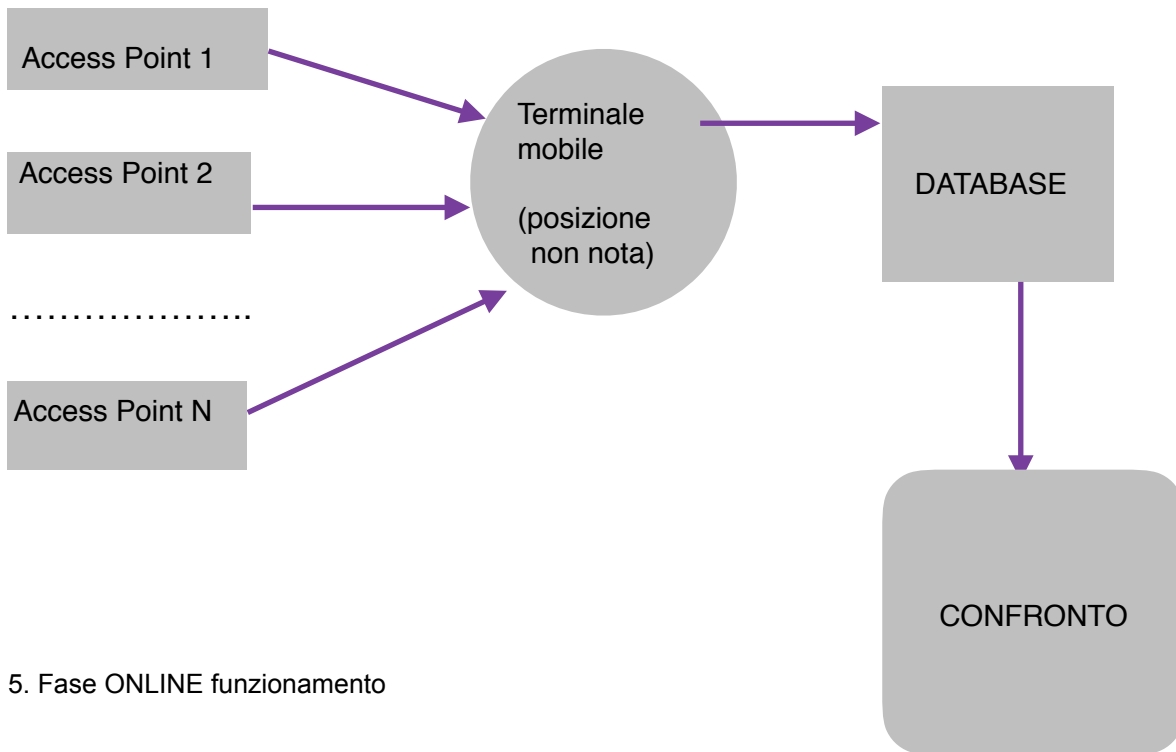 Access Point 1
Access Point 2
…………………..
Access Point N
Terminale
mobile
(posizione
non nota)
DATABASE
CONFRONTO
5. Fase ONLINE funzionamento